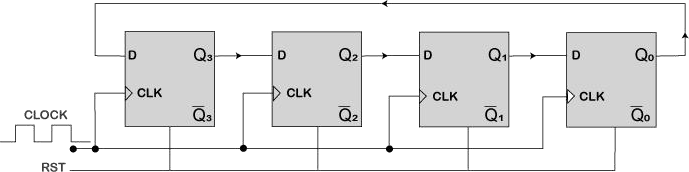 D Q3 D Q2 D Q1 D Q0
CLK CLK CLK CLK
CLOCK Q̅3 Q̅2 Q̅1 Q̅0
RST